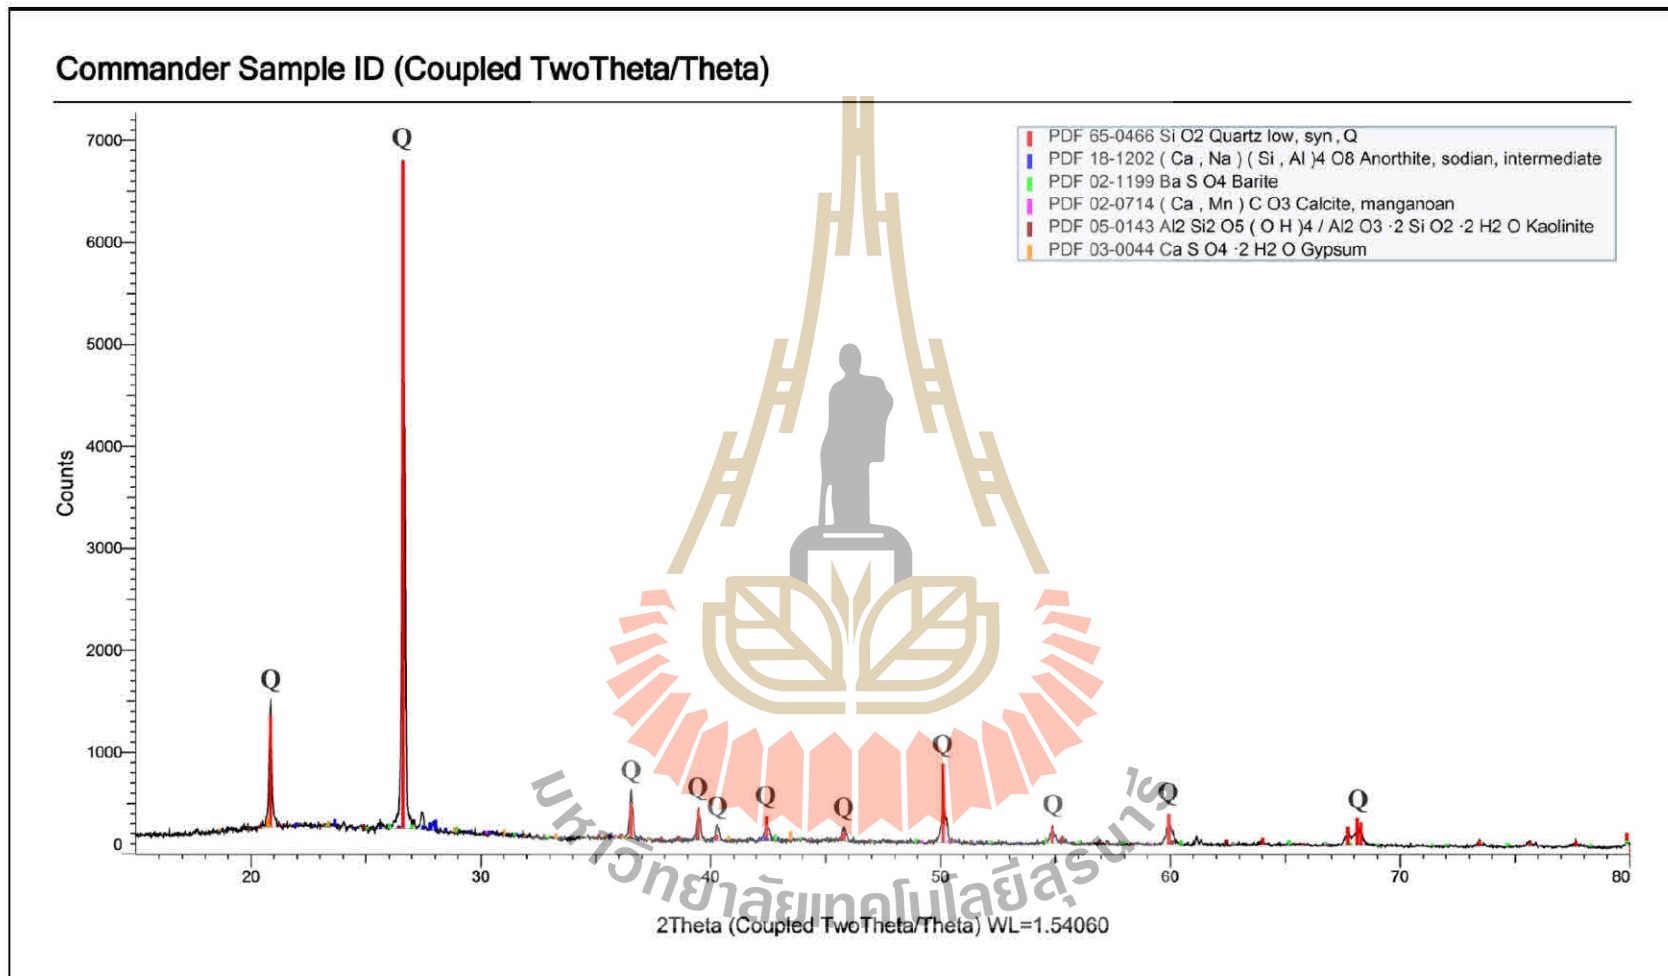 Commander Sample ID (Coupled TwoTheta/Theta)
PDF 65-0466 Si O2 Quartz low, syn , Q
PDF 18-1202 ( Ca , Na ) ( Si , Al )4 O8 Anorthite, sodian, intermediate
PDF 02-1199 Ba S O4 Barite
PDF 02-0714 ( Ca , Mn ) C O3 Calcite, manganoan
PDF 05-0143 Al2 Si2 O5 ( O H )4 / Al2 O3 ·2 Si O2 ·2 H2 O Kaolinite
PDF 03-0044 Ca S O4 ·2 H2 O Gypsum
Counts
7000
6000
5000
4000
3000
2000
1000
0
Q
Q
Q
Q
Q
Q
Q
Q
Q
Q
Q
20 30 40 50 60 70 80
มหาวิทยาลัยเทคโนโลยีสุรนารี
2Theta (Coupled TwoTheta/Theta) WL=1.54060